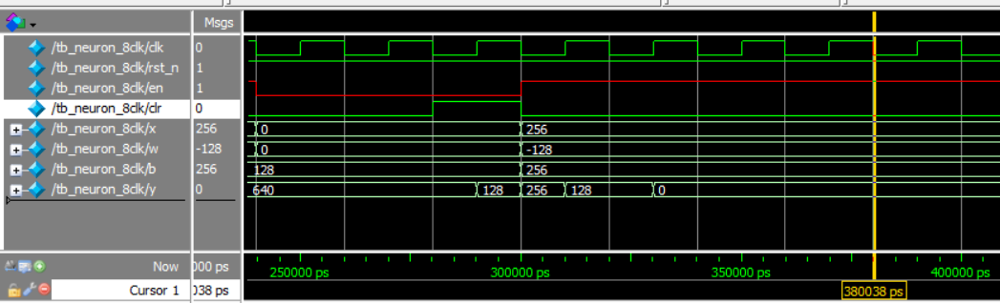 Msgs
/tb_neuron_8clk/clk 0
/tb_neuron_8clk/rst_n 1
/tb_neuron_8clk/en 1
/tb_neuron_8clk/clr 0
/tb_neuron_8clk/x 256 0 256
/tb_neuron_8clk/w -128 0 -128
/tb_neuron_8clk/b 256 128 256
/tb_neuron_8clk/y 0 640 128 256 128 0
Now 000 ps 250000 ps 300000 ps 350000 ps 400000 ps
Cursor 1 038 ps 380038 ps